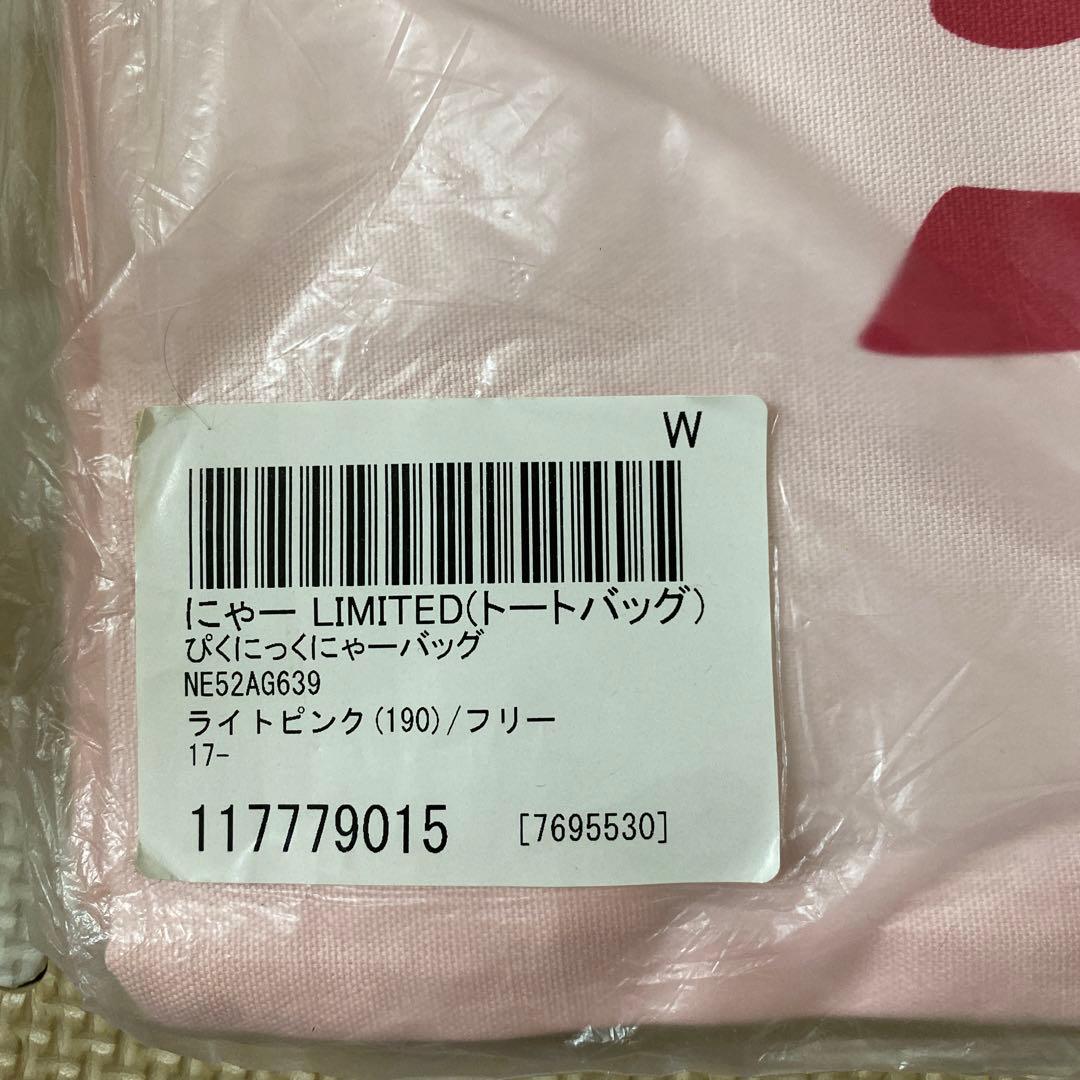 W
にゃー LIMITED(トートバッグ)
ぴくにっくにゃーバッグ
NE52AG639
ライトピンク(190)/フリー
17-
117779015 [7695530]